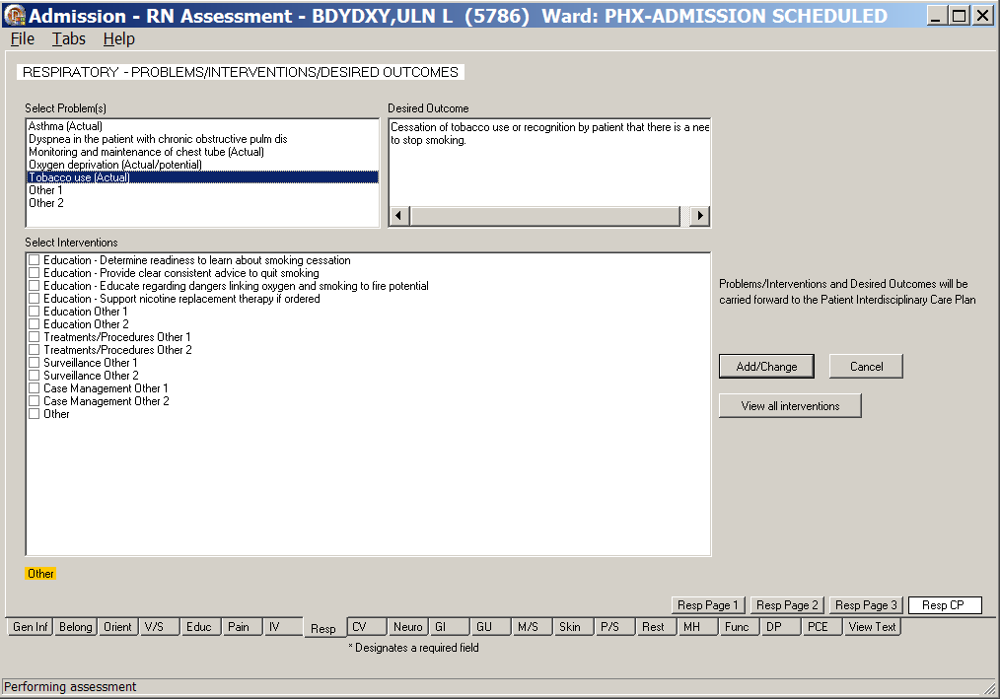 Admission - RN Assessment - BDYDXY,ULN L (5786) Ward: PHX-ADMISSION SCHEDULED
File Tabs Help
RESPIRATORY - PROBLEMS/INTERVENTIONS/DESIRED OUTCOMES
Select Problem(s)
Asthma (Actual)
Dyspnea in the patient with chronic obstructive pulm dis
Monitoring and maintenance of chest tube (Actual)
Oxygen deprivation (Actual/potential)
Tobacco use (Actual)
Other 1
Other 2
Desired Outcome
Cessation of tobacco use or recognition by patient that there is a nee
to stop smoking.
Select Interventions
Education - Determine readiness to learn about smoking cessation
Education - Provide clear consistent advice to quit smoking
Education - Educate regarding dangers linking oxygen and smoking to fire potential
Education - Support nicotine replacement therapy if ordered
Education Other 1
Education Other 2
Treatments/Procedures Other 1
Treatments/Procedures Other 2
Surveillance Other 1
Surveillance Other 2
Case Management Other 1
Case Management Other 2
Other
Problems/Interventions and Desired Outcomes will be
carried forward to the Patient Interdisciplinary Care Plan
Add/Change Cancel
View all interventions
Other
Resp Page 1 Resp Page 2 Resp Page 3 Resp CP
Gen Inf Belong Orient V/S Educ Pain IV Resp CV Neuro GI GU M/S Skin P/S Rest MH Func DP PCE View Text
* Designates a required field
Performing assessment